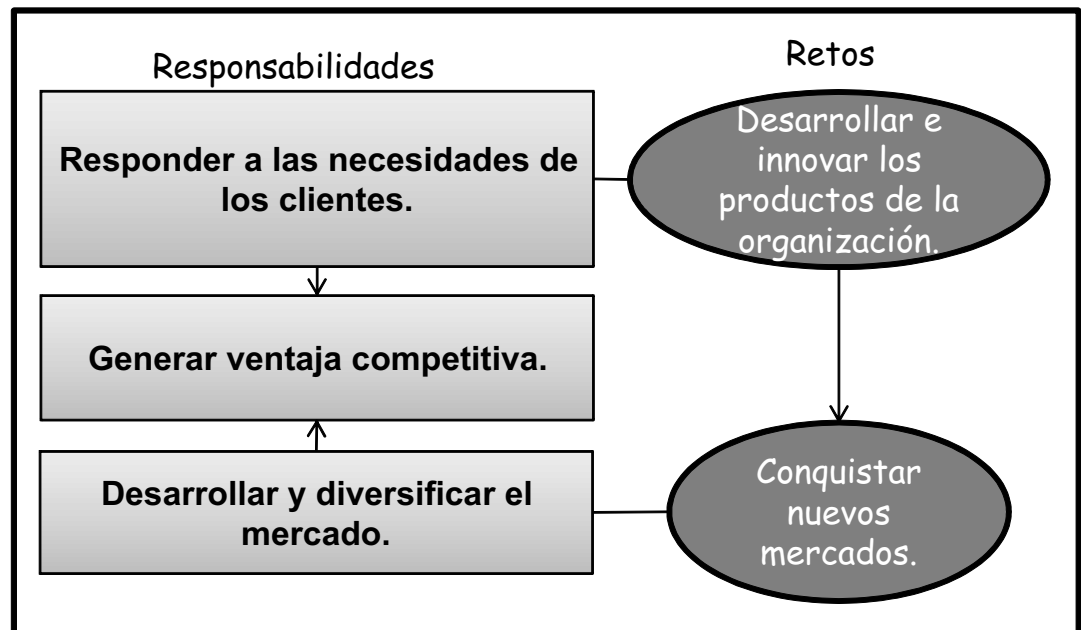 Responsabilidades
Retos
Responder a las necesidades de
los clientes.
Desarrollar e
innovar los
productos de la
organización.
Generar ventaja competitiva.
Desarrollar y diversificar el
mercado.
Conquistar
nuevos
mercados.